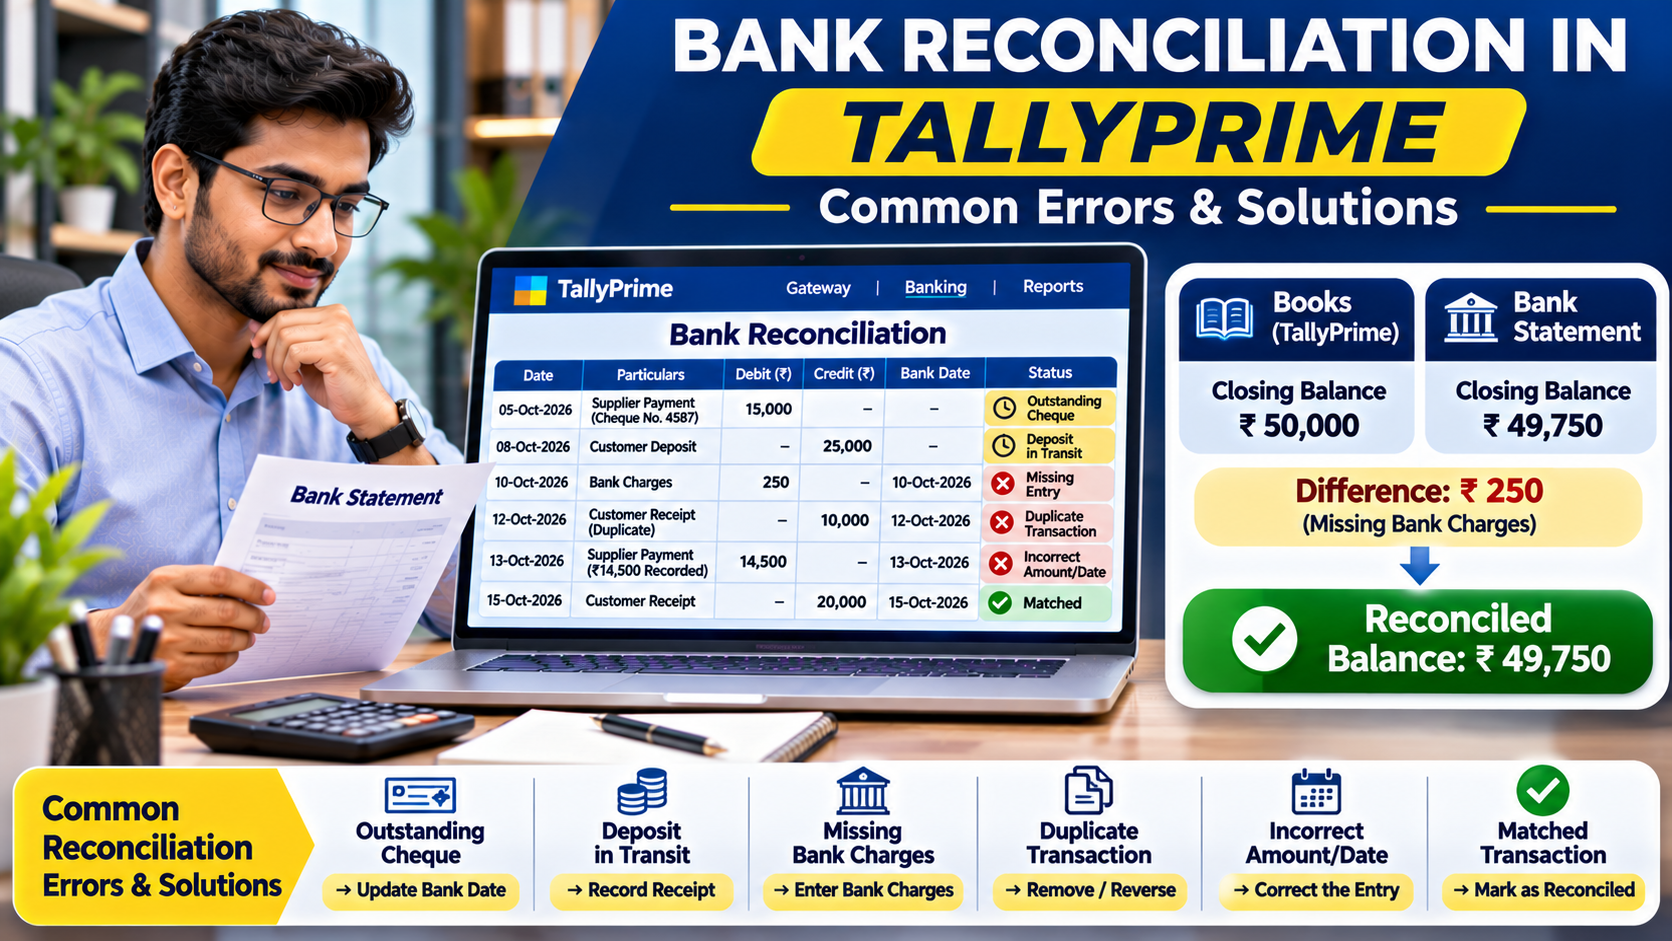 BANK RECONCILIATION IN
TALLYPRIME
Common Errors & Solutions
TallyPrime
Gateway | Banking | Reports
Bank Reconciliation
Date Particulars Debit (₹) Credit (₹) Bank Date Status
05-Oct-2026 Supplier Payment (Cheque No. 4587) 15,000 – – Outstanding Cheque
08-Oct-2026 Customer Deposit – 25,000 – Deposit in Transit
10-Oct-2026 Bank Charges 250 – 10-Oct-2026 Missing Entry
12-Oct-2026 Customer Receipt (Duplicate) – 10,000 12-Oct-2026 Duplicate Transaction
13-Oct-2026 Supplier Payment (₹14,500 Recorded) 14,500 – 13-Oct-2026 Incorrect Amount/Date
15-Oct-2026 Customer Receipt – 20,000 15-Oct-2026 Matched
Bank Statement
Books
(TallyPrime)
Closing Balance
₹ 50,000
Bank
Statement
Closing Balance
₹ 49,750
Difference: ₹ 250
(Missing Bank Charges)
Reconciled
Balance: ₹ 49,750
Common
Reconciliation
Errors & Solutions
Outstanding
Cheque
→ Update Bank Date
Deposit
in Transit
→ Record Receipt
Missing
Bank Charges
→ Enter Bank Charges
Duplicate
Transaction
→ Remove / Reverse
Incorrect
Amount/Date
→ Correct the Entry
Matched
Transaction
→ Mark as Reconciled